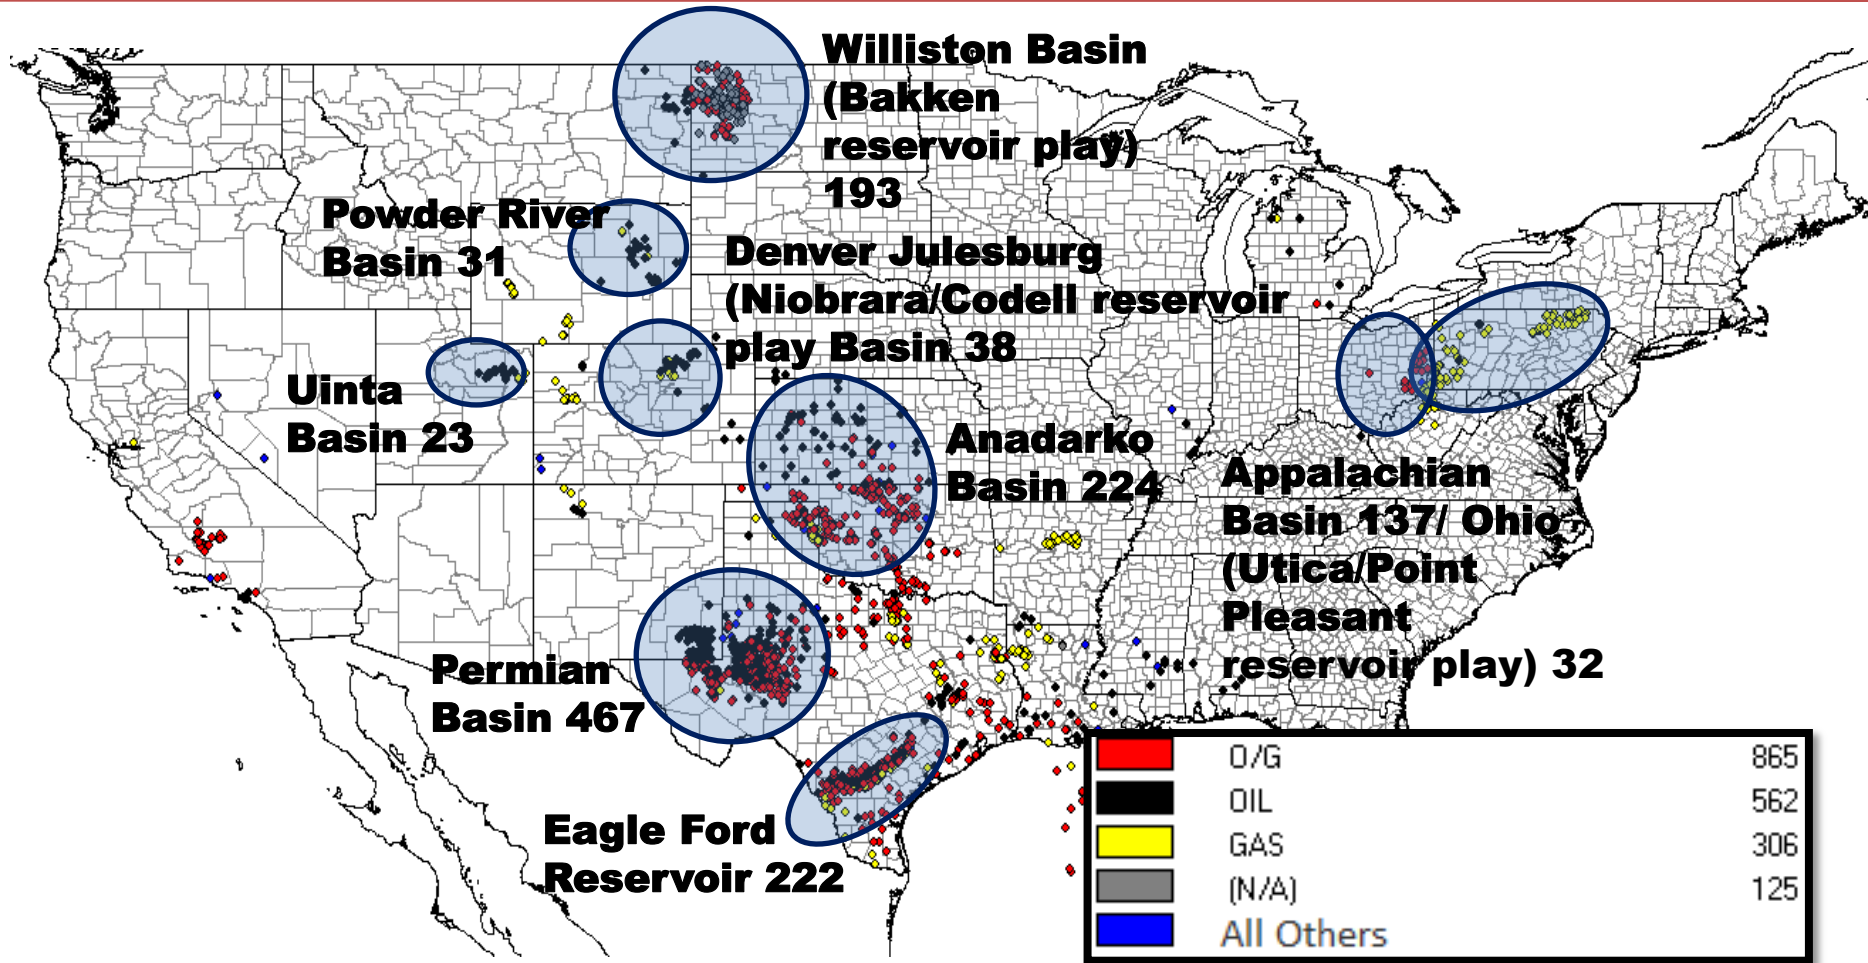 Williston Basin
(Bakken
reservoir play)
193
Powder River
Basin 31
Denver Julesburg
(Niobrara/Codell reservoir
play Basin 38
Uinta
Basin 23
Anadarko
Basin 224
Appalachian
Basin 137/ Ohio
(Utica/Point
Pleasant
reservoir play) 32
Permian
Basin 467
Eagle Ford
Reservoir 222
O/G 865
OIL 562
GAS 306
(N/A) 125
All Others